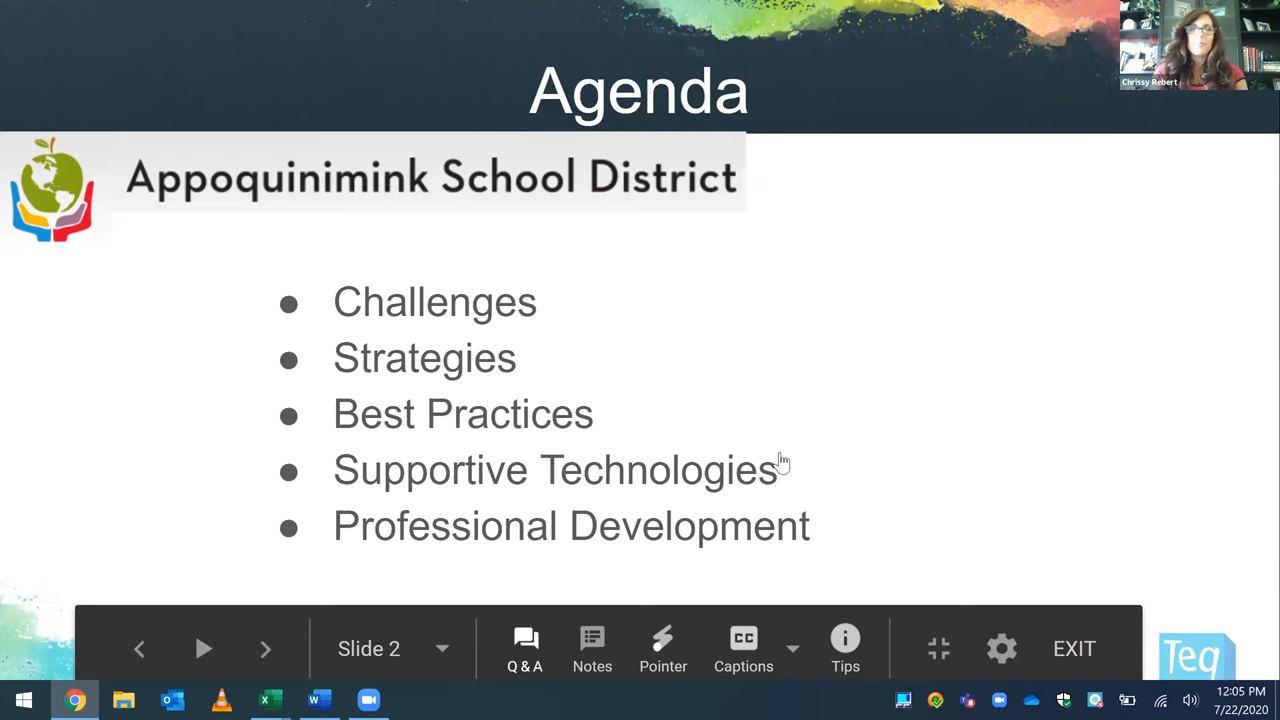 Agenda
Chrissy Rebert
Appoquinimink School District
● Challenges
● Strategies
● Best Practices
● Supportive Technologies
● Professional Development
Slide 2
Q & A
Notes
Pointer
CC
Captions
Tips
EXIT
Teq
12:05 PM
7/22/2020